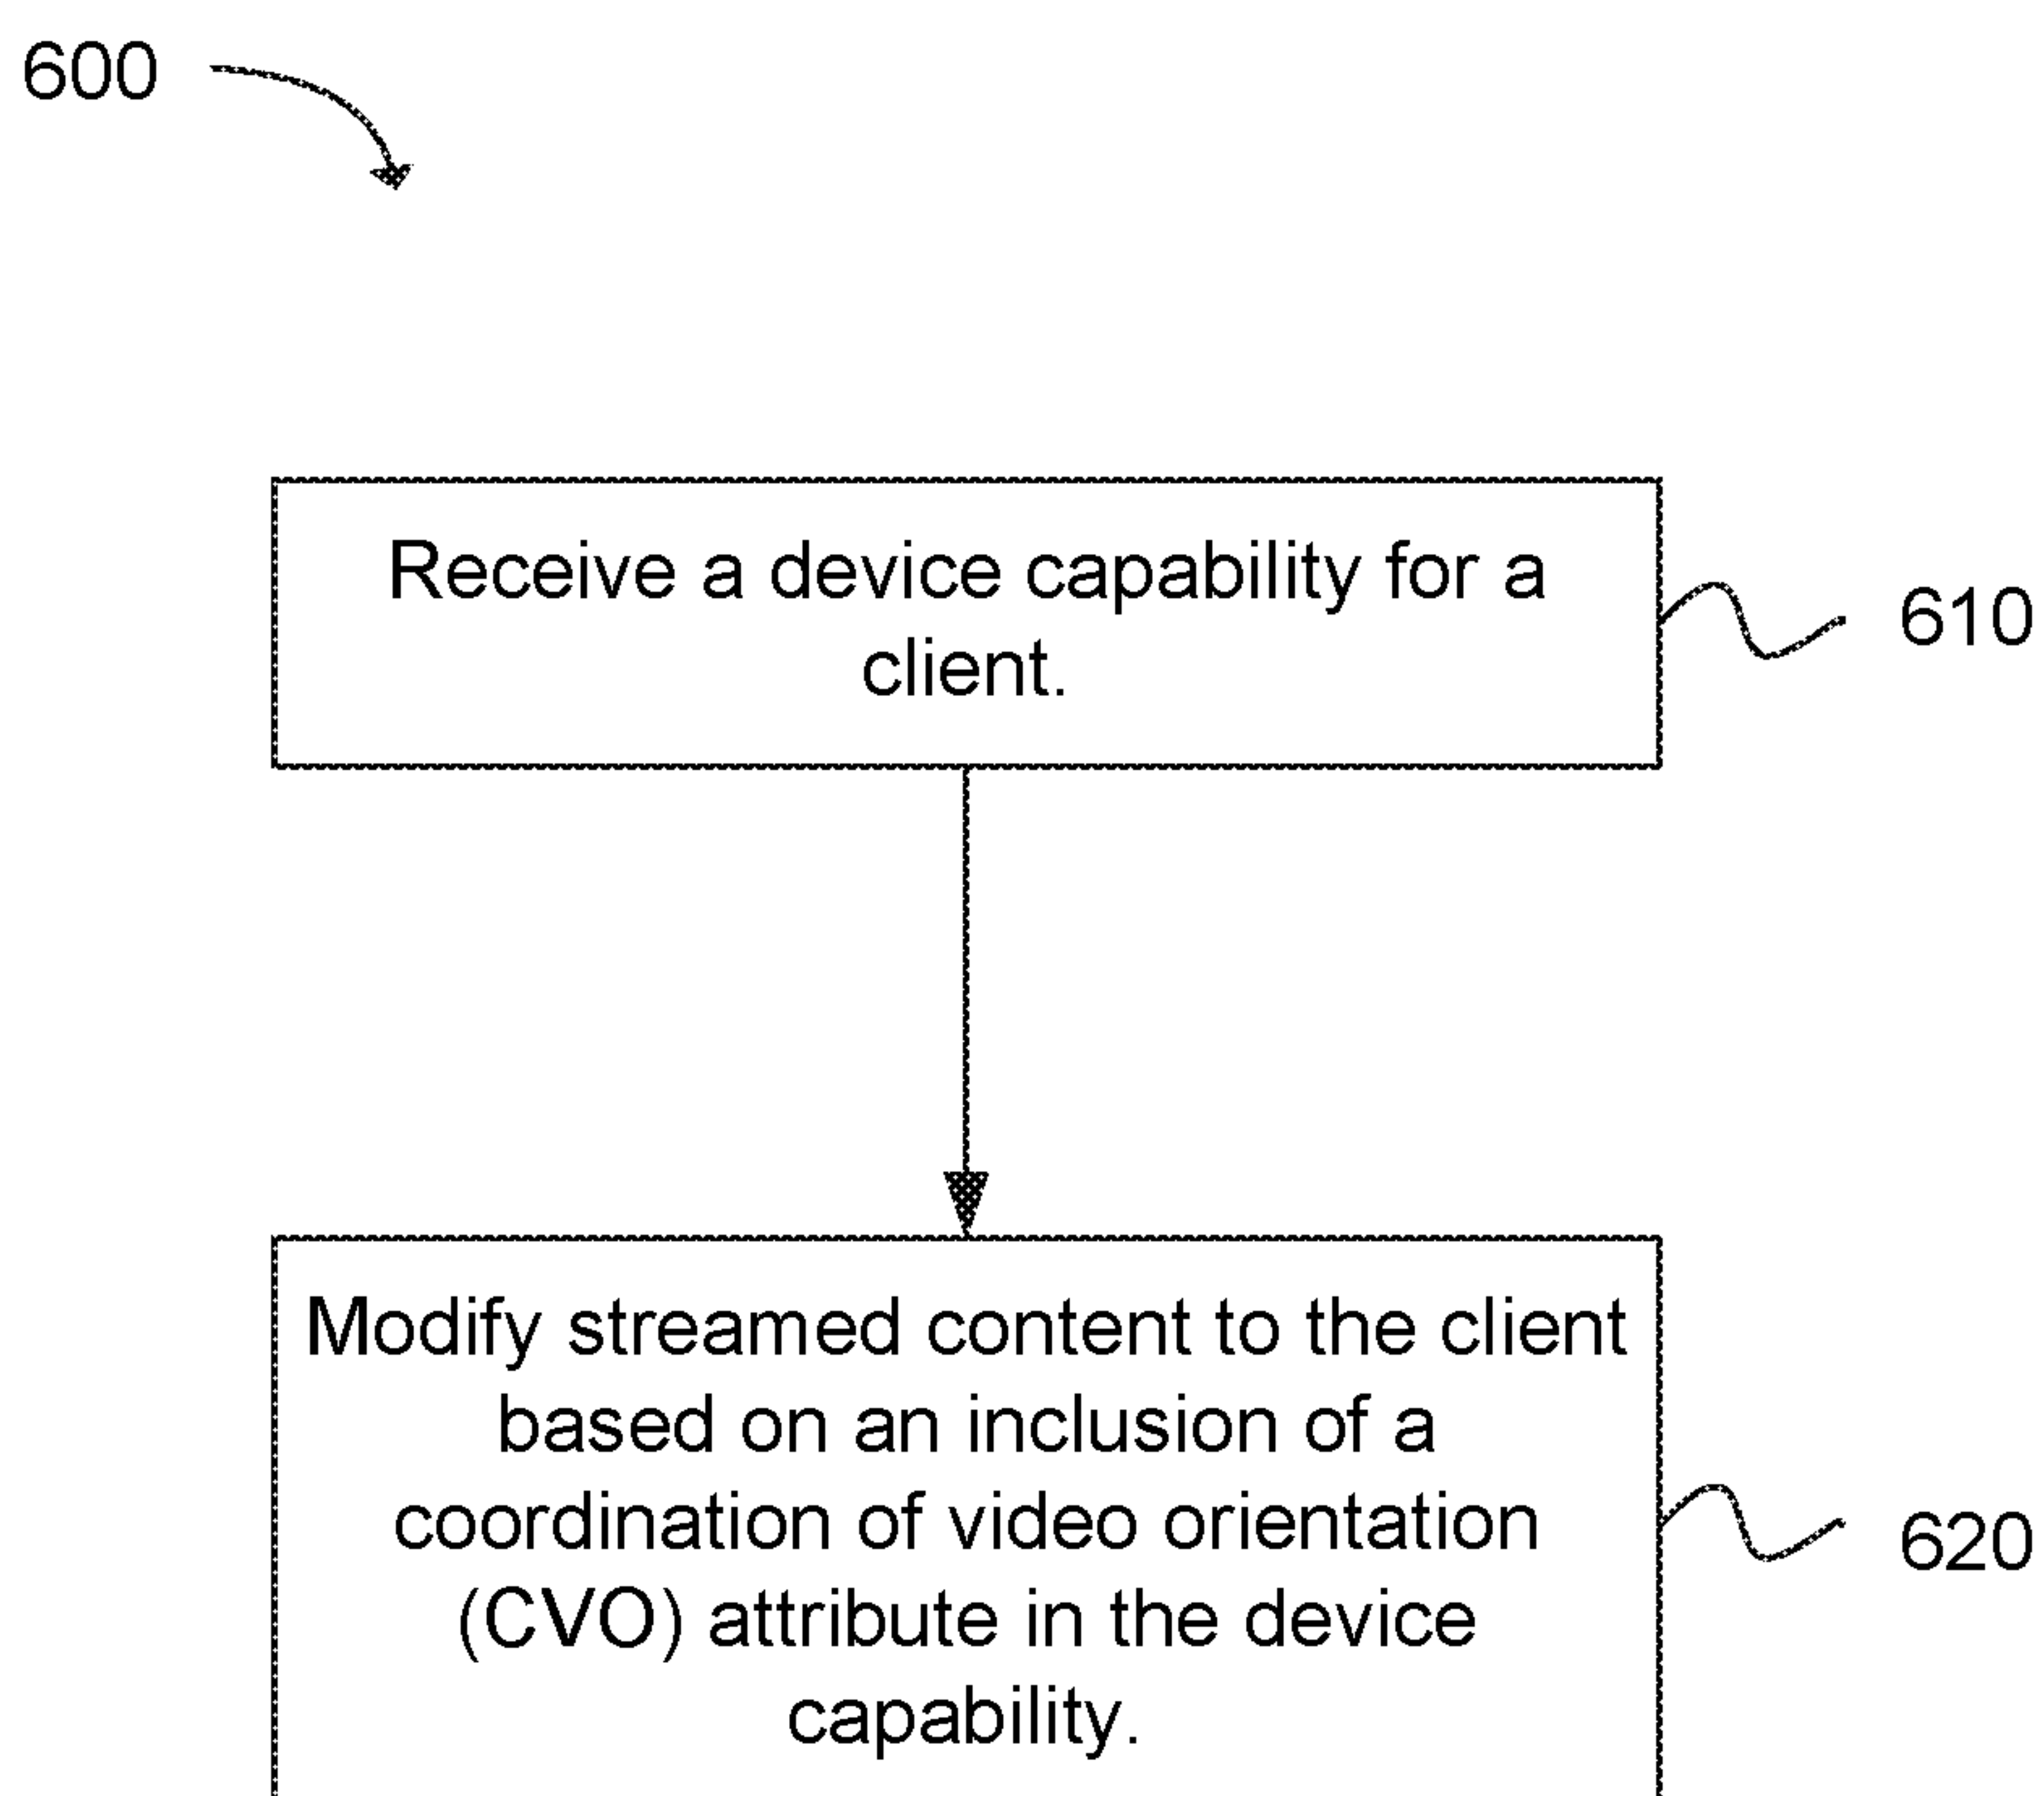 600
Receive a device capability for a
client.
610
Modify streamed content to the client
based on an inclusion of a
coordination of video orientation
(CVO) attribute in the device
capability.
620